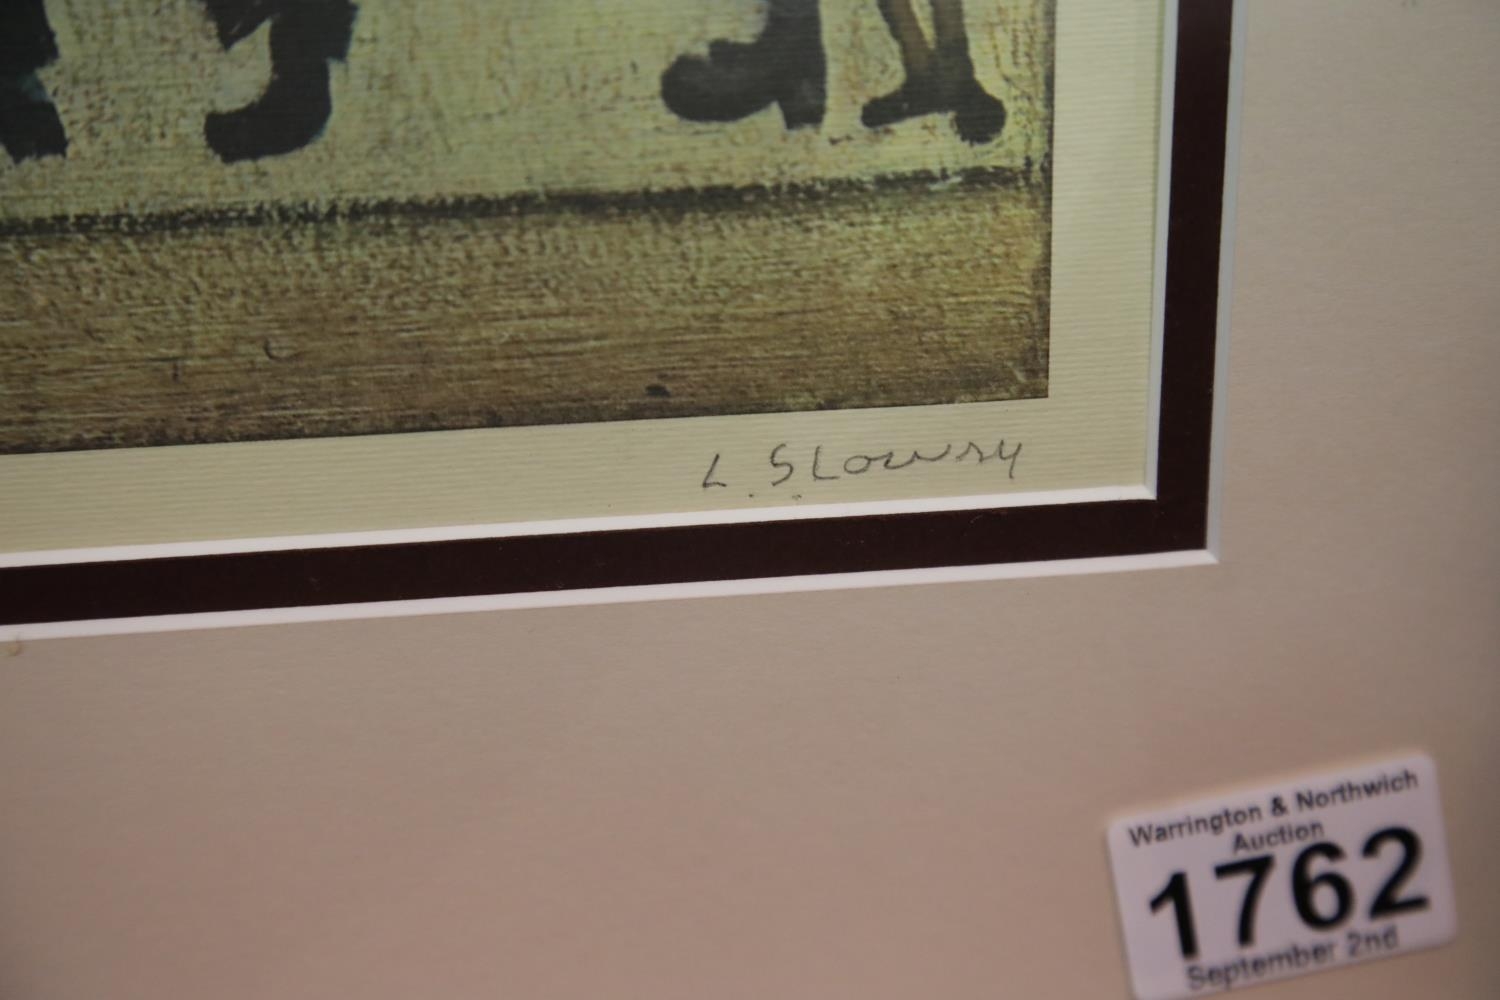 L. S. Lowry
Warrington & Northwich
Auction
1762
September 2nd